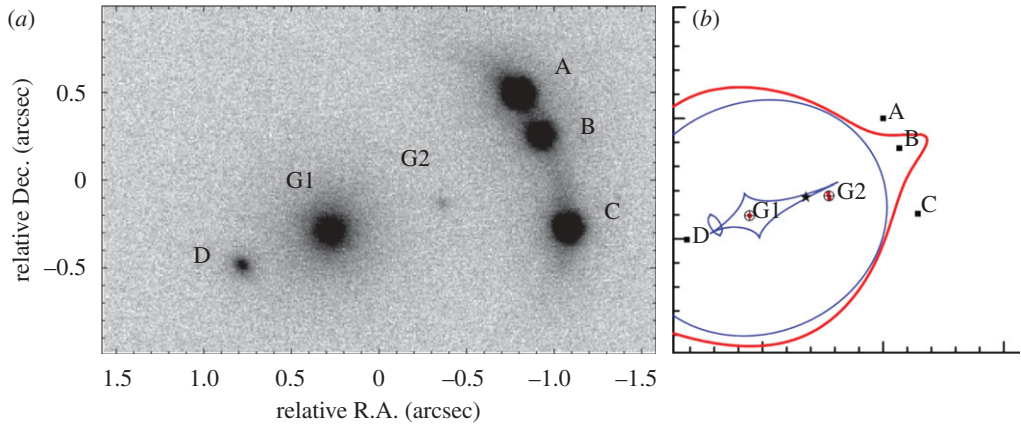 (a)
A
B
G2
G1
C
D
0.5
0
−0.5
relative Dec. (arcsec)
1.5 1.0 0.5 0 −0.5 −1.0 −1.5
relative R.A. (arcsec)
(b)
A
B
G2
G1
C
D